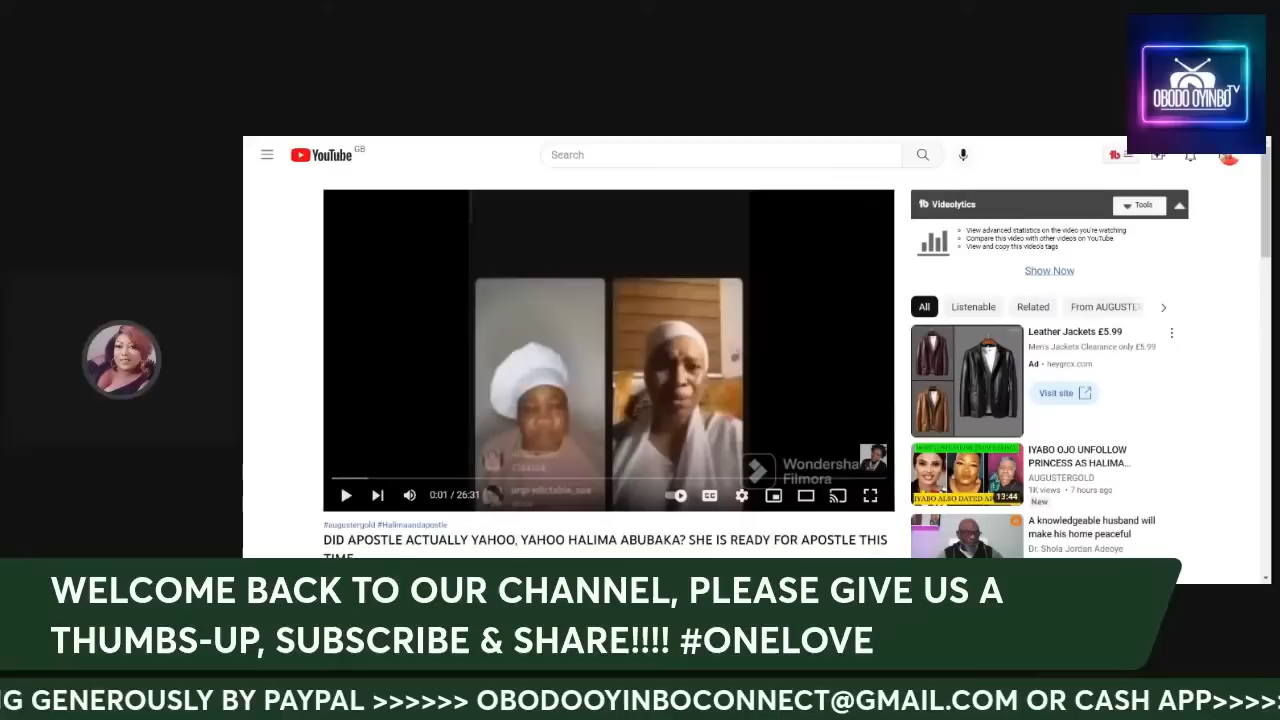 OBODO OYINBO TV
YouTube GB
Search
Videolytics
Tools
View advanced statistics on the video you're watching
Compare this video with other videos on YouTube
View and copy this video's tags
Show Now
All
Listenable
Related
From AUGUSTER
Leather Jackets £5.99
Men's Jackets Clearance only £5.99
Ad • heygrcx.com
Visit site
Wondersha
Filmora
0:01 / 26:31
13:44
IYABO OJO UNFOLLOW
PRINCESS AS HALIMA...
AUGUSTERGOLD
1K views • 7 hours ago
New
#augustergold #Halimaandapostle
DID APOSTLE ACTUALLY YAHOO, YAHOO HALIMA ABUBAKA? SHE IS READY FOR APOSTLE THIS
TIME
A knowledgeable husband will
make his home peaceful
Dr. Shola Jordan Adeoye
WELCOME BACK TO OUR CHANNEL, PLEASE GIVE US A
THUMBS-UP, SUBSCRIBE & SHARE!!!! #ONELOVE
NG GENEROUSLY BY PAYPAL >>>>>> OBODOOYINBOCONNECT@GMAIL.COM OR CASH APP>>>>>